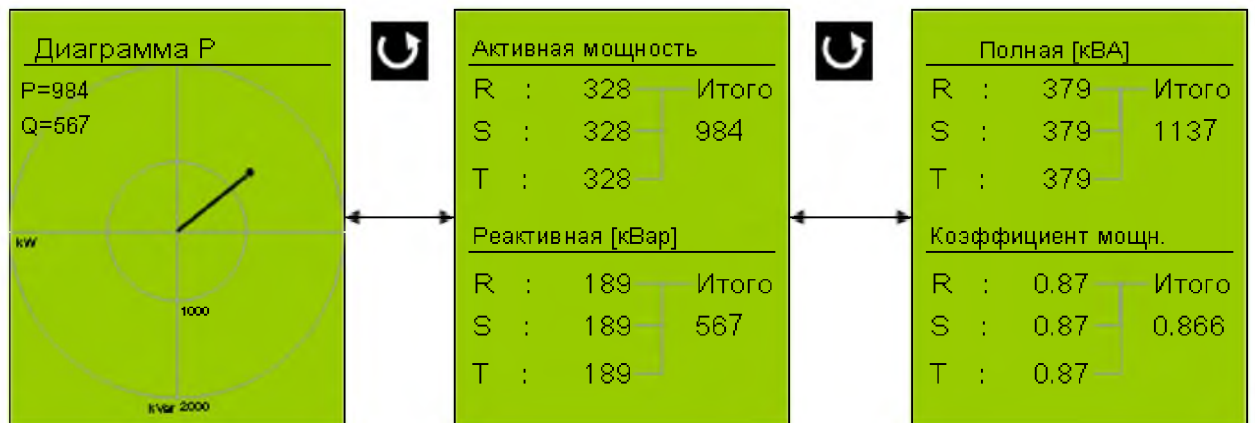 Диаграмма P
P=984
Q=567
kW
1000
kVar 2000
Активная мощность
R : 328 Итого
S : 328 984
T : 328
Реактивная [кВар]
R : 189 Итого
S : 189 567
T : 189
Полная [кВА]
R : 379 Итого
S : 379 1137
T : 379
Коэффициент мощн.
R : 0.87 Итого
S : 0.87 0.866
T : 0.87